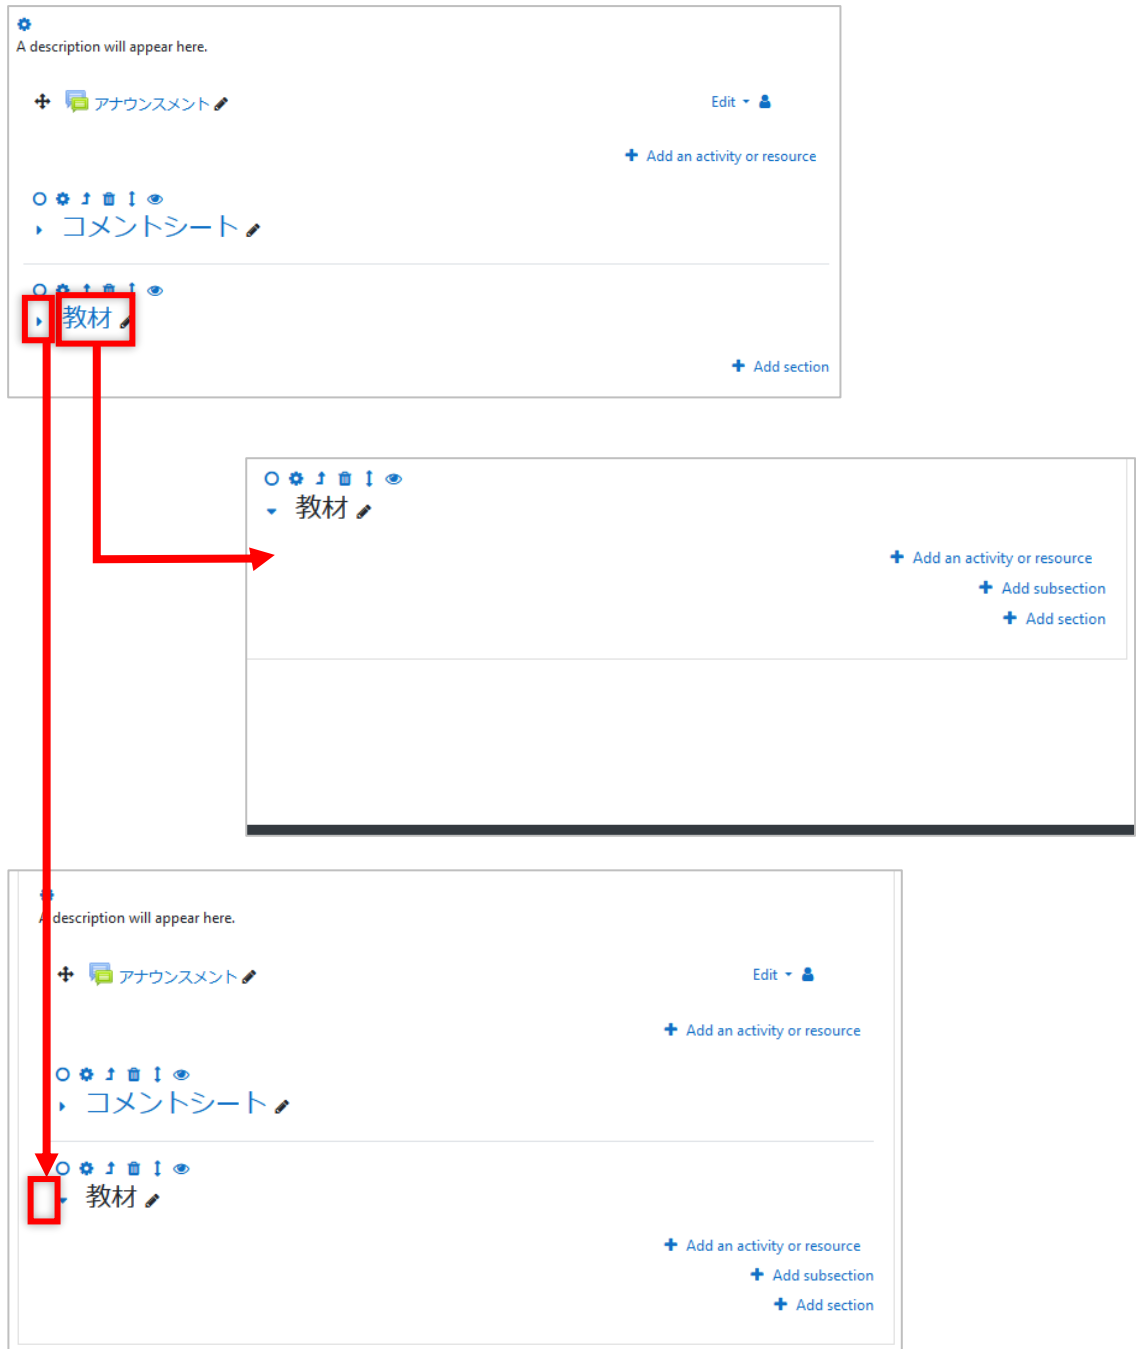 A description will appear here.
アナウンスメント
Edit
Add an activity or resource
コメントシート
教材
Add section
教材
Add an activity or resource
Add subsection
Add section
A description will appear here.
アナウンスメント
Edit
Add an activity or resource
コメントシート
教材
Add an activity or resource
Add subsection
Add section